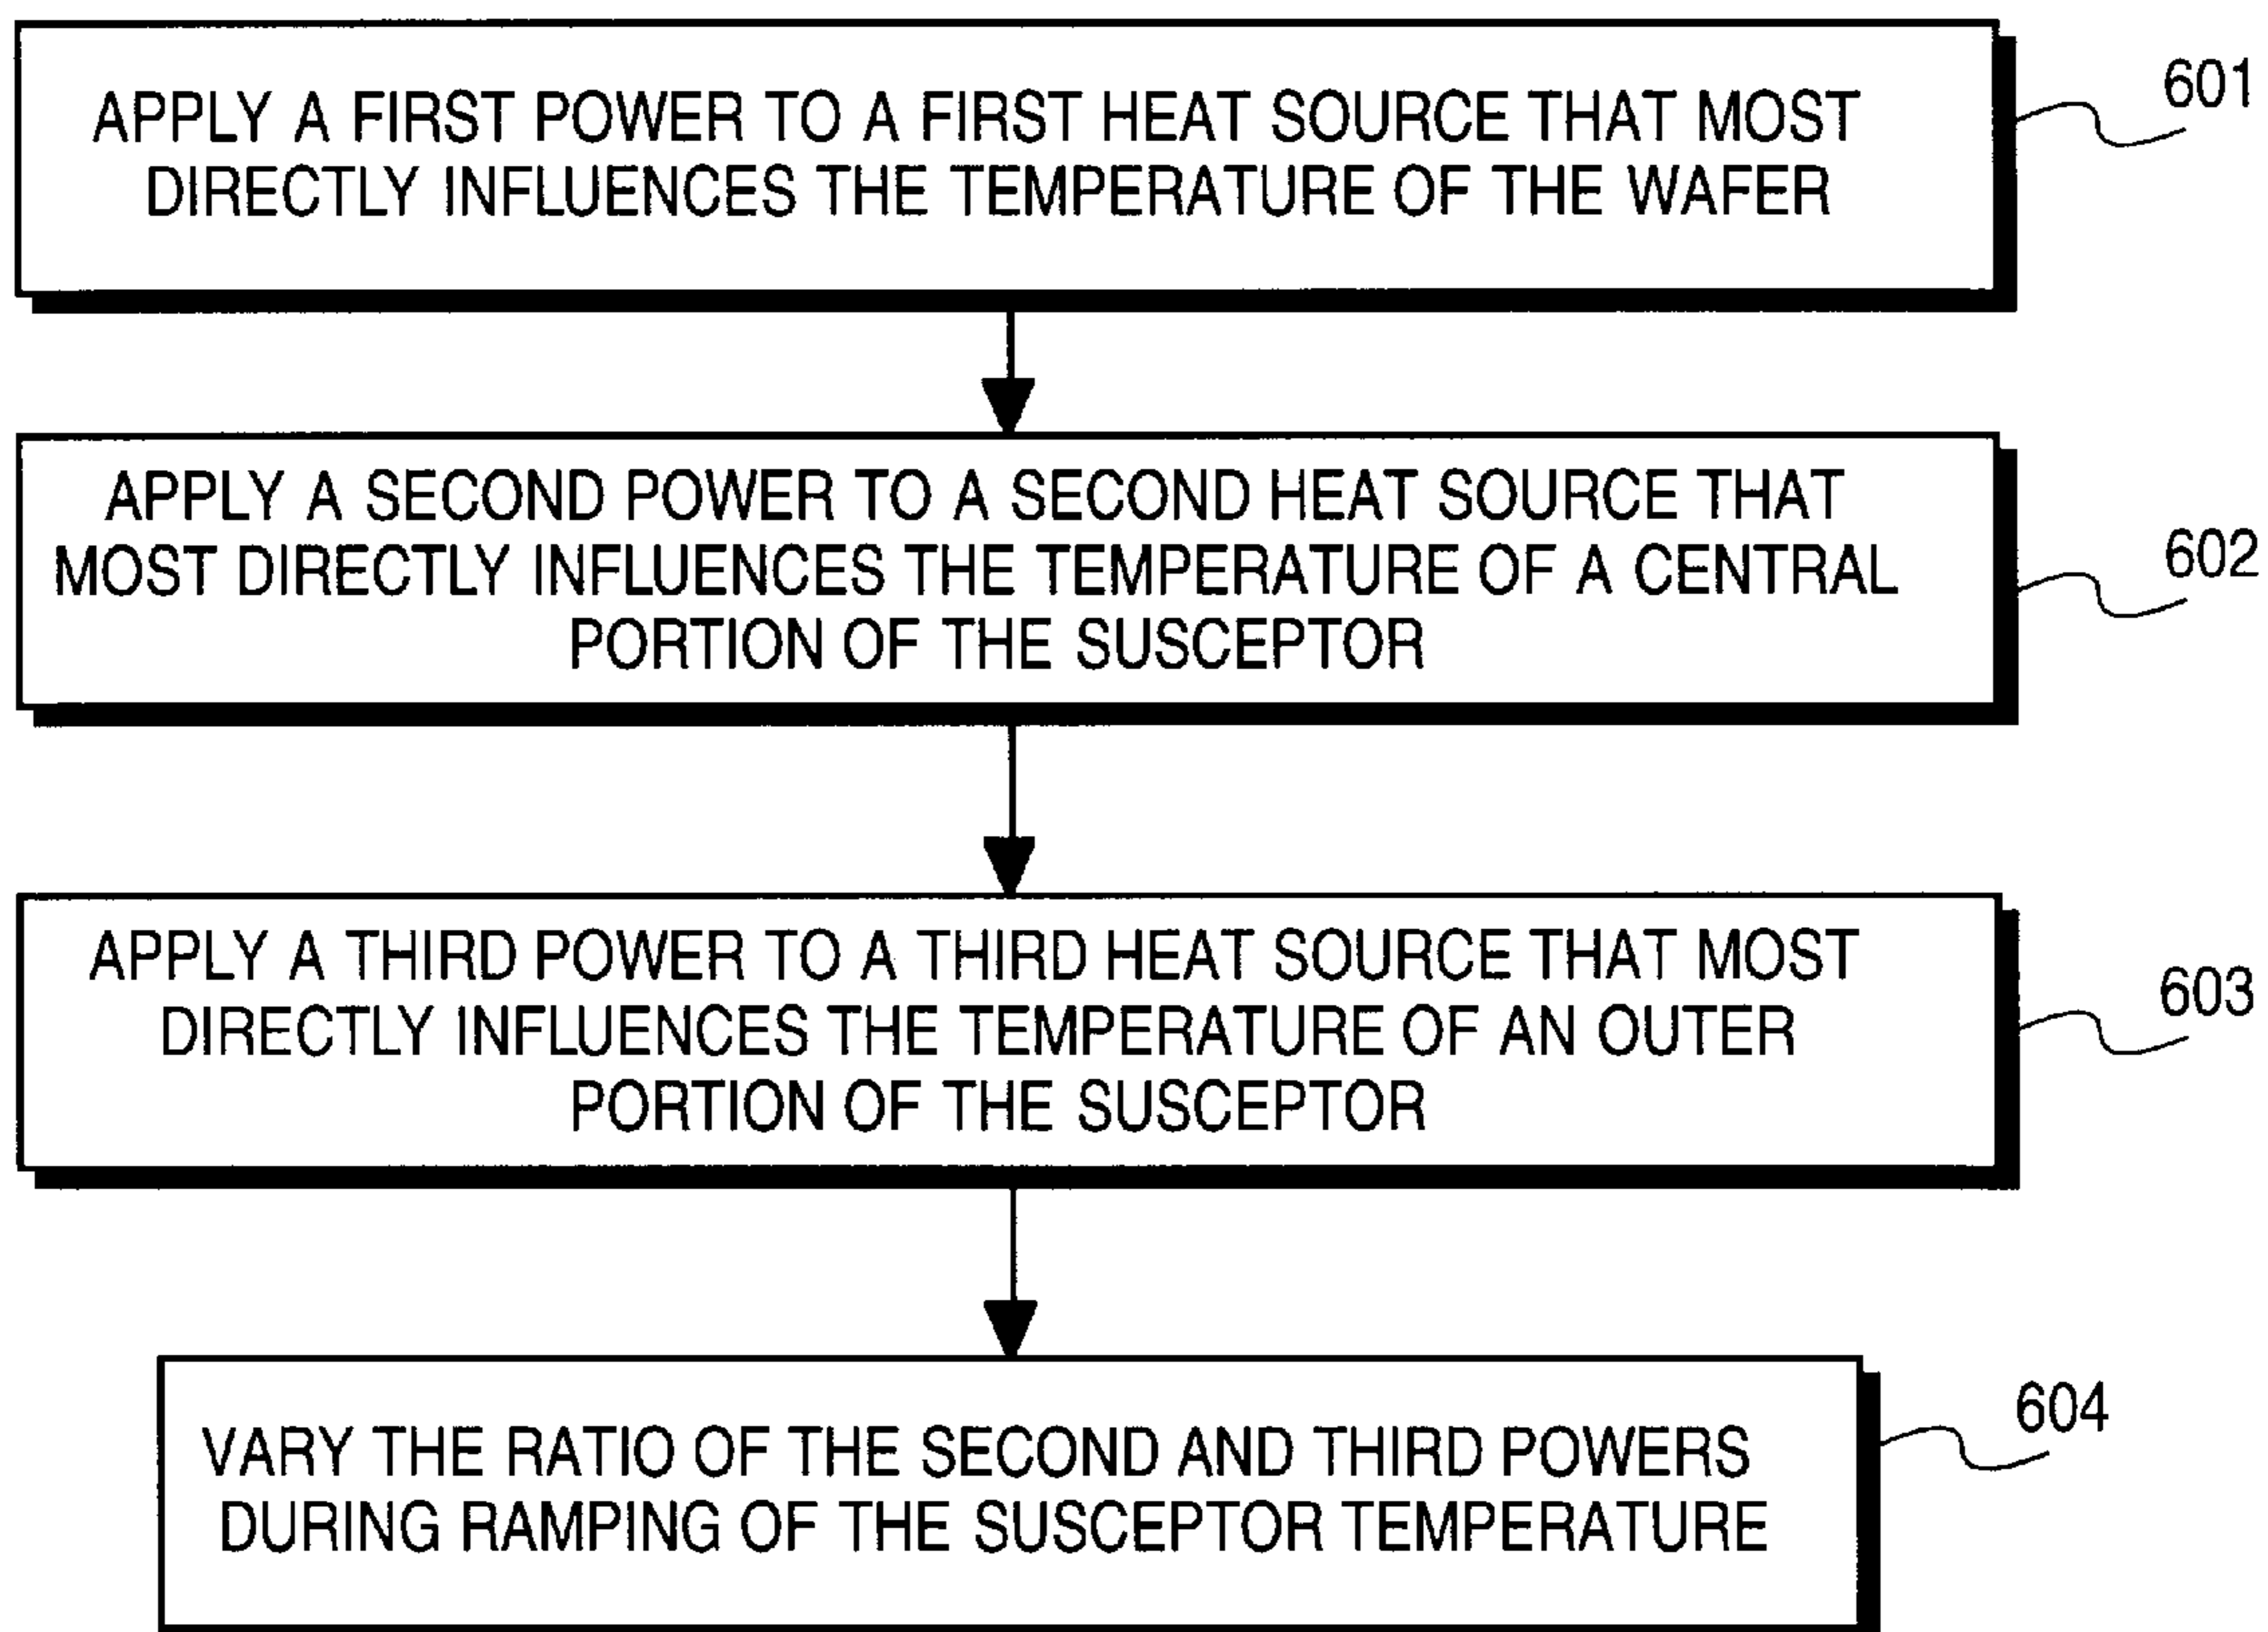 APPLY A FIRST POWER TO A FIRST HEAT SOURCE THAT MOST
DIRECTLY INFLUENCES THE TEMPERATURE OF THE WAFER
601
APPLY A SECOND POWER TO A SECOND HEAT SOURCE THAT
MOST DIRECTLY INFLUENCES THE TEMPERATURE OF A CENTRAL
PORTION OF THE SUSCEPTOR
602
APPLY A THIRD POWER TO A THIRD HEAT SOURCE THAT MOST
DIRECTLY INFLUENCES THE TEMPERATURE OF AN OUTER
PORTION OF THE SUSCEPTOR
603
VARY THE RATIO OF THE SECOND AND THIRD POWERS
DURING RAMPING OF THE SUSCEPTOR TEMPERATURE
604